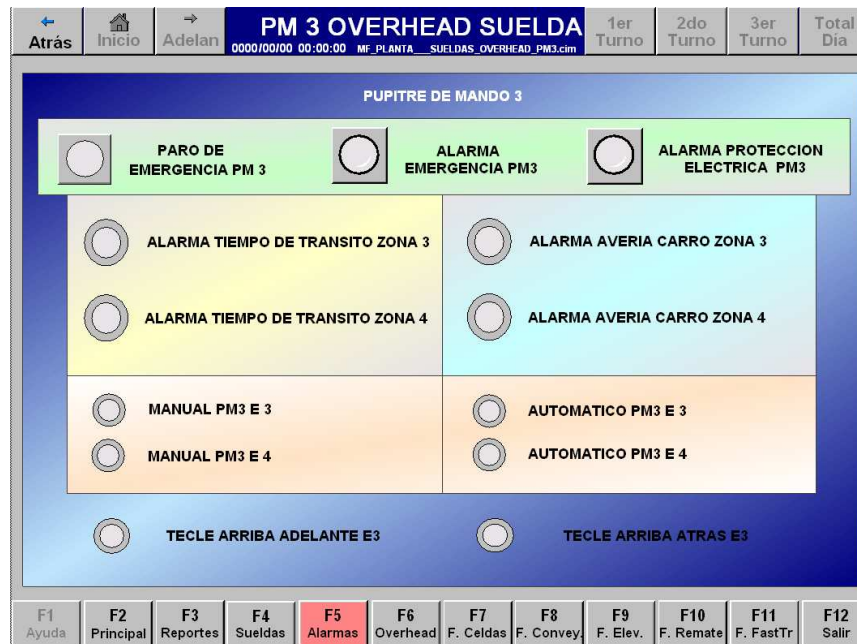 Atrás
Inicio
Adelan
PM 3 OVERHEAD SUELDA
0000/00/00 00:00:00 MF_PLANTA___SUELDAS_OVERHEAD_PM3.cim
1er
Turno
2do
Turno
3er
Turno
Total
Día
PUPITRE DE MANDO 3
PARO DE
EMERGENCIA PM 3
ALARMA
EMERGENCIA PM3
ALARMA PROTECCION
ELECTRICA PM3
ALARMA TIEMPO DE TRANSITO ZONA 3
ALARMA AVERIA CARRO ZONA 3
ALARMA TIEMPO DE TRANSITO ZONA 4
ALARMA AVERIA CARRO ZONA 4
MANUAL PM3 E 3
AUTOMATICO PM3 E 3
MANUAL PM3 E 4
AUTOMATICO PM3 E 4
TECLE ARRIBA ADELANTE E3
TECLE ARRIBA ATRAS E3
F1
Ayuda
F2
Principal
F3
Reportes
F4
Sueldas
F5
Alarmas
F6
Overhead
F7
F. Celdas
F8
F. Convey.
F9
F. Elev.
F10
F. Remate
F11
F. FastTr
F12
Salir